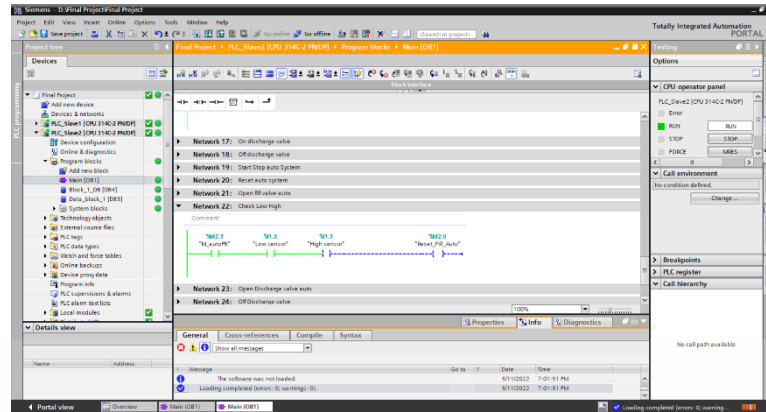 Siemens - D:\Final Project\Final Project
Project Edit View Insert Online Options Tools Window Help
Totally Integrated Automation
PORTAL
Save project
Go online
Go offline
<Search in project>
Project tree
Final Project ▸ PLC_Slave2 [CPU 314C-2 PN/DP] ▸ Program blocks ▸ Main [OB1]
Testing
Devices
Options
Block interface
PLC programming
Final Project
Add new device
Devices & networks
PLC_Slave1 [CPU 314C-2 PN/DP]
PLC_Slave2 [CPU 314C-2 PN/DP]
Device configuration
Online & diagnostics
Program blocks
Add new block
Main [OB1]
Block_1_DB [DB4]
Data_block_1 [DB3]
System blocks
Technology objects
External source files
PLC tags
PLC data types
Watch and force tables
Online backups
Device proxy data
Program info
PLC supervisions & alarms
PLC alarm text lists
Local modules
Details view
Name Address
Network 17: On discharge valve
Network 18: Off discharge valve
Network 19: Start Stop auto System
Network 20: Reset auto system
Network 21: Open fill valve auto
Network 22: Check Low High
Comment
%M2.3 %I1.2 %I1.3 %M2.0
"Low sensor" "High sensor" "Reset_Fill_Auto"
Network 23: Open Discharge valve auto
Network 24: Off Discharge valve
100%
Properties Info Diagnostics
General Cross-references Compile Syntax
Show all messages
! Message Go to ? Date Time
The software was not loaded. 5/11/2022 7:01:51 PM
Loading completed (errors: 0; warnings: 0). 5/11/2022 7:01:51 PM
CPU operator panel
PLC_Slave2 [CPU 314C-2 PN/DP]
Error
RUN RUN
STOP STOP
FORCE MRES
Call environment
No condition defined.
Change ...
Breakpoints
PLC register
Call hierarchy
No call path available
Portal view Overview Main (OB1) Main (OB1)
Loading completed (errors: 0; warning...